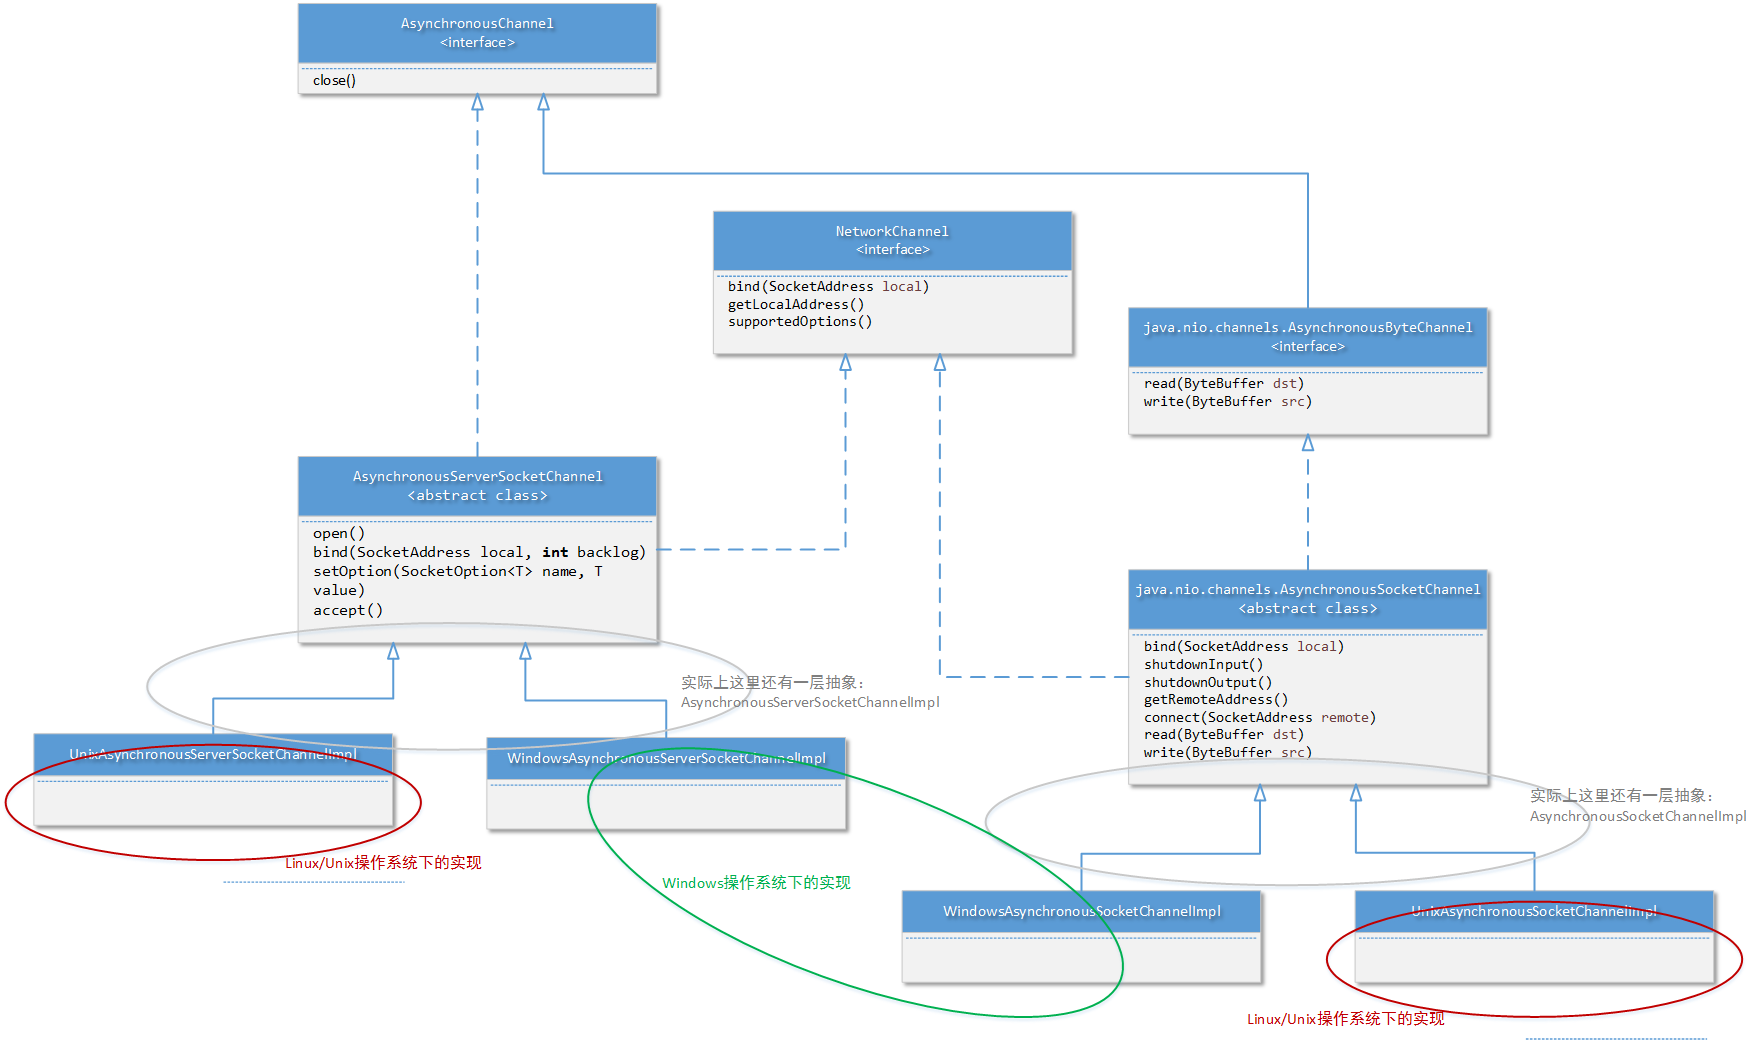 AsynchronousChannel
<interface>
close()
NetworkChannel
<interface>
bind(SocketAddress local)
getLocalAddress()
supportedOptions()
java.nio.channels.AsynchronousByteChannel
<interface>
read(ByteBuffer dst)
write(ByteBuffer src)
AsynchronousServerSocketChannel
<abstract class>
open()
bind(SocketAddress local, int backlog)
setOption(SocketOption<T> name, T
value)
accept()
java.nio.channels.AsynchronousSocketChannel
<abstract class>
bind(SocketAddress local)
shutdownInput()
shutdownOutput()
getRemoteAddress()
connect(SocketAddress remote)
read(ByteBuffer dst)
write(ByteBuffer src)
实际上这里还有一层抽象：
AsynchronousServerSocketChannelImpl
UnixAsynchronousServerSocketChannelImpl
WindowsAsynchronousServerSocketChannelImpl
实际上这里还有一层抽象：
AsynchronousSocketChannelImpl
Linux/Unix操作系统下的实现
Windows操作系统下的实现
WindowsAsynchronousSocketChannelImpl
UnixAsynchronousSocketChannelImpl
Linux/Unix操作系统下的实现